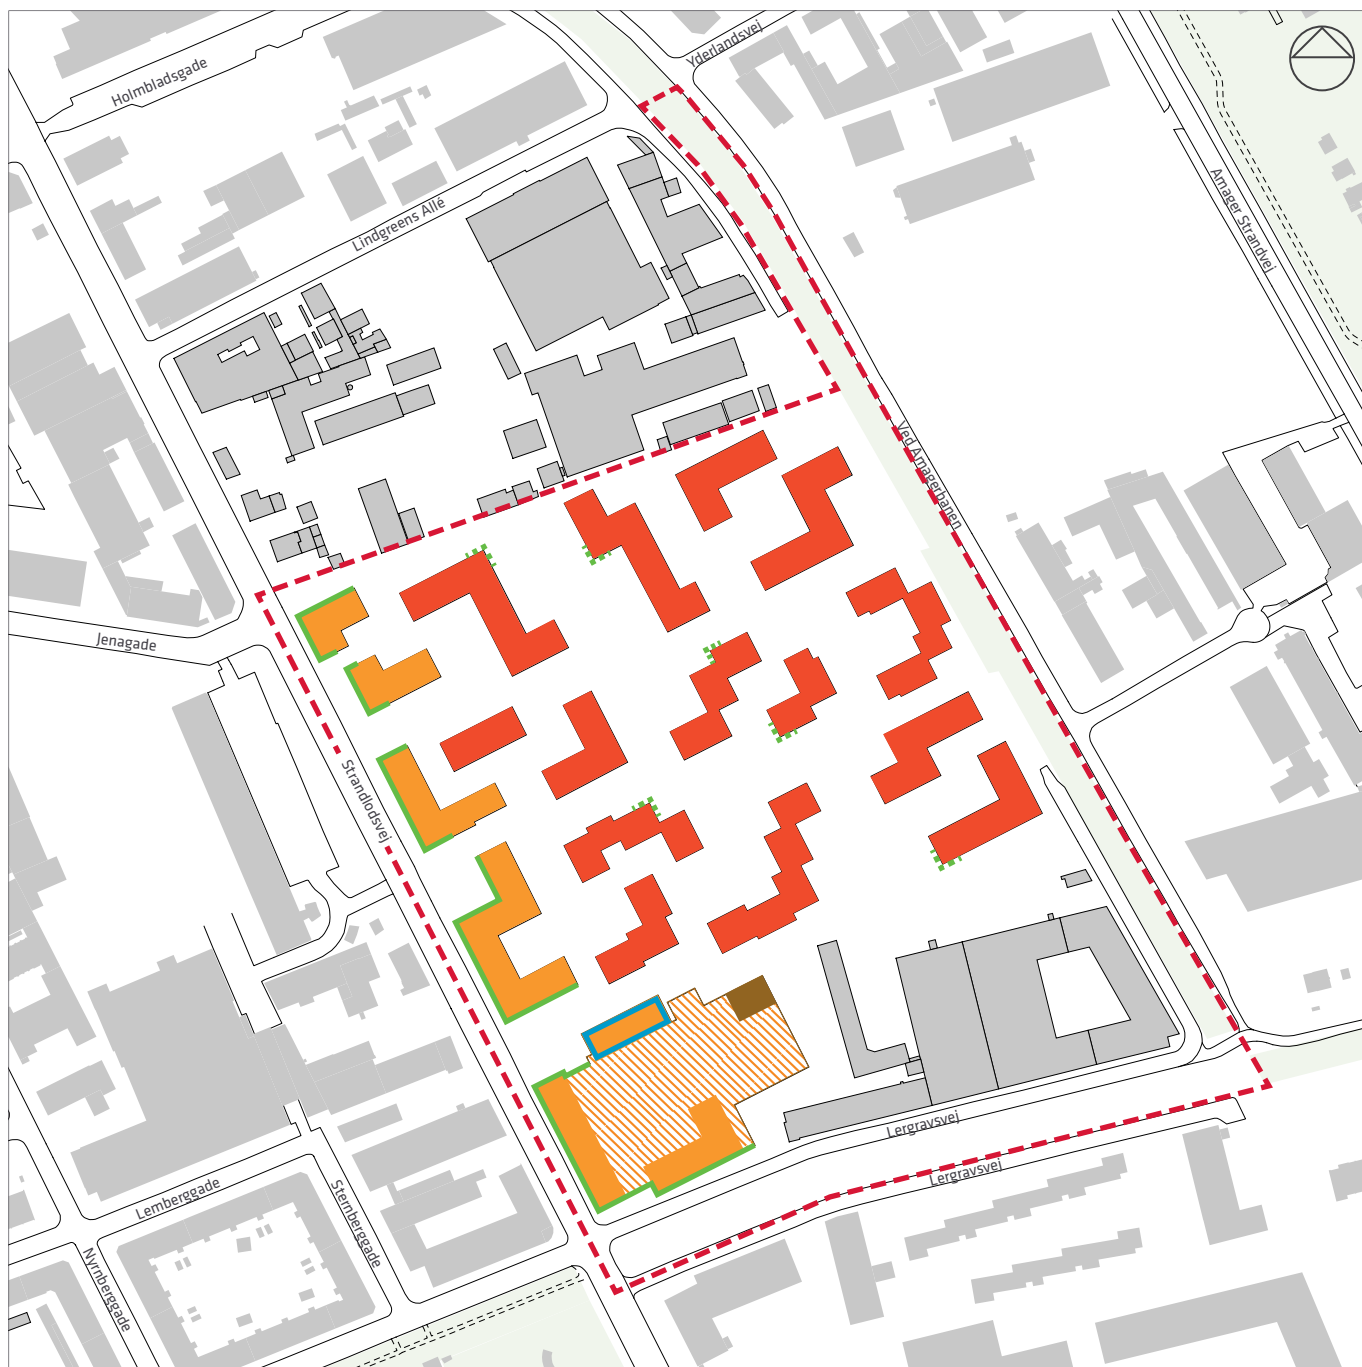 Yderlandsvej
Holmbladsgade
Lindgreens Allé
Amager Strandvej
Ved Amagerbanen
Jenagade
Strandlodsvej
Lergravsvej
Lergravsvej
Lemberggade
Sternberggade
Nyrnberggade